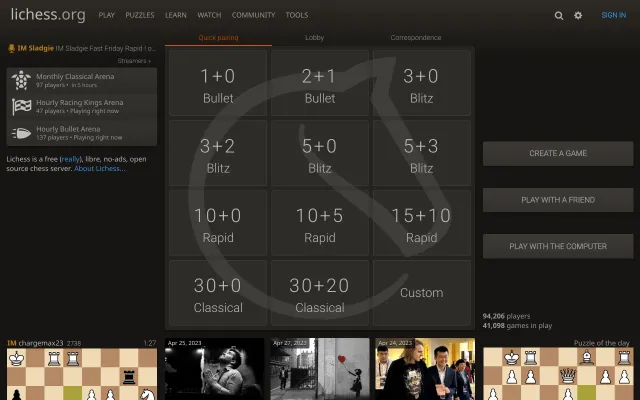 lichess.org PLAY PUZZLES LEARN WATCH COMMUNITY TOOLS SIGN IN
Quick pairing Lobby Correspondence
IM Sladgie IM Sladgie Fast Friday Rapid ! o...
Streamers »
Monthly Classical Arena
97 players • in 5 hours
Hourly Racing Kings Arena
47 players • Playing right now
Hourly Bullet Arena
137 players • Playing right now
Lichess is a free (really), libre, no-ads, open
source chess server. About Lichess...
1+0
Bullet
2+1
Bullet
3+0
Blitz
3+2
Blitz
5+0
Blitz
5+3
Blitz
10+0
Rapid
10+5
Rapid
15+10
Rapid
30+0
Classical
30+20
Classical
Custom
CREATE A GAME
PLAY WITH A FRIEND
PLAY WITH THE COMPUTER
94,206 players
41,098 games in play
IM chargemax23 2738 1:27
Apr 25, 2023
Apr 27, 2023
Apr 24, 2023
Puzzle of the day